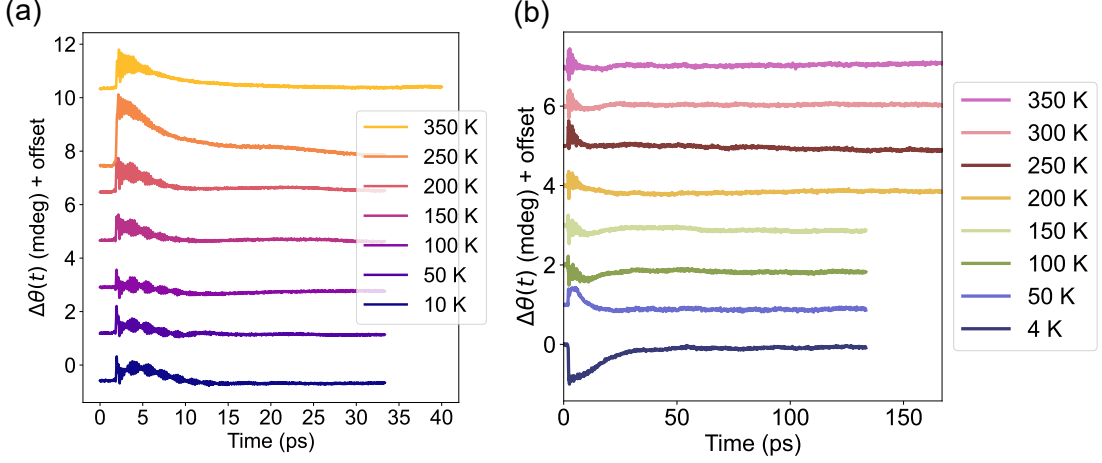 (a)
Δθ(t) (mdeg) + offset
12
10
8
6
4
2
0
0 5 10 15 20 25 30 35 40
Time (ps)
350 K
250 K
200 K
150 K
100 K
50 K
10 K
(b)
Δθ(t) (mdeg) + offset
6
4
2
0
0 50 100 150
Time (ps)
350 K
300 K
250 K
200 K
150 K
100 K
50 K
4 K